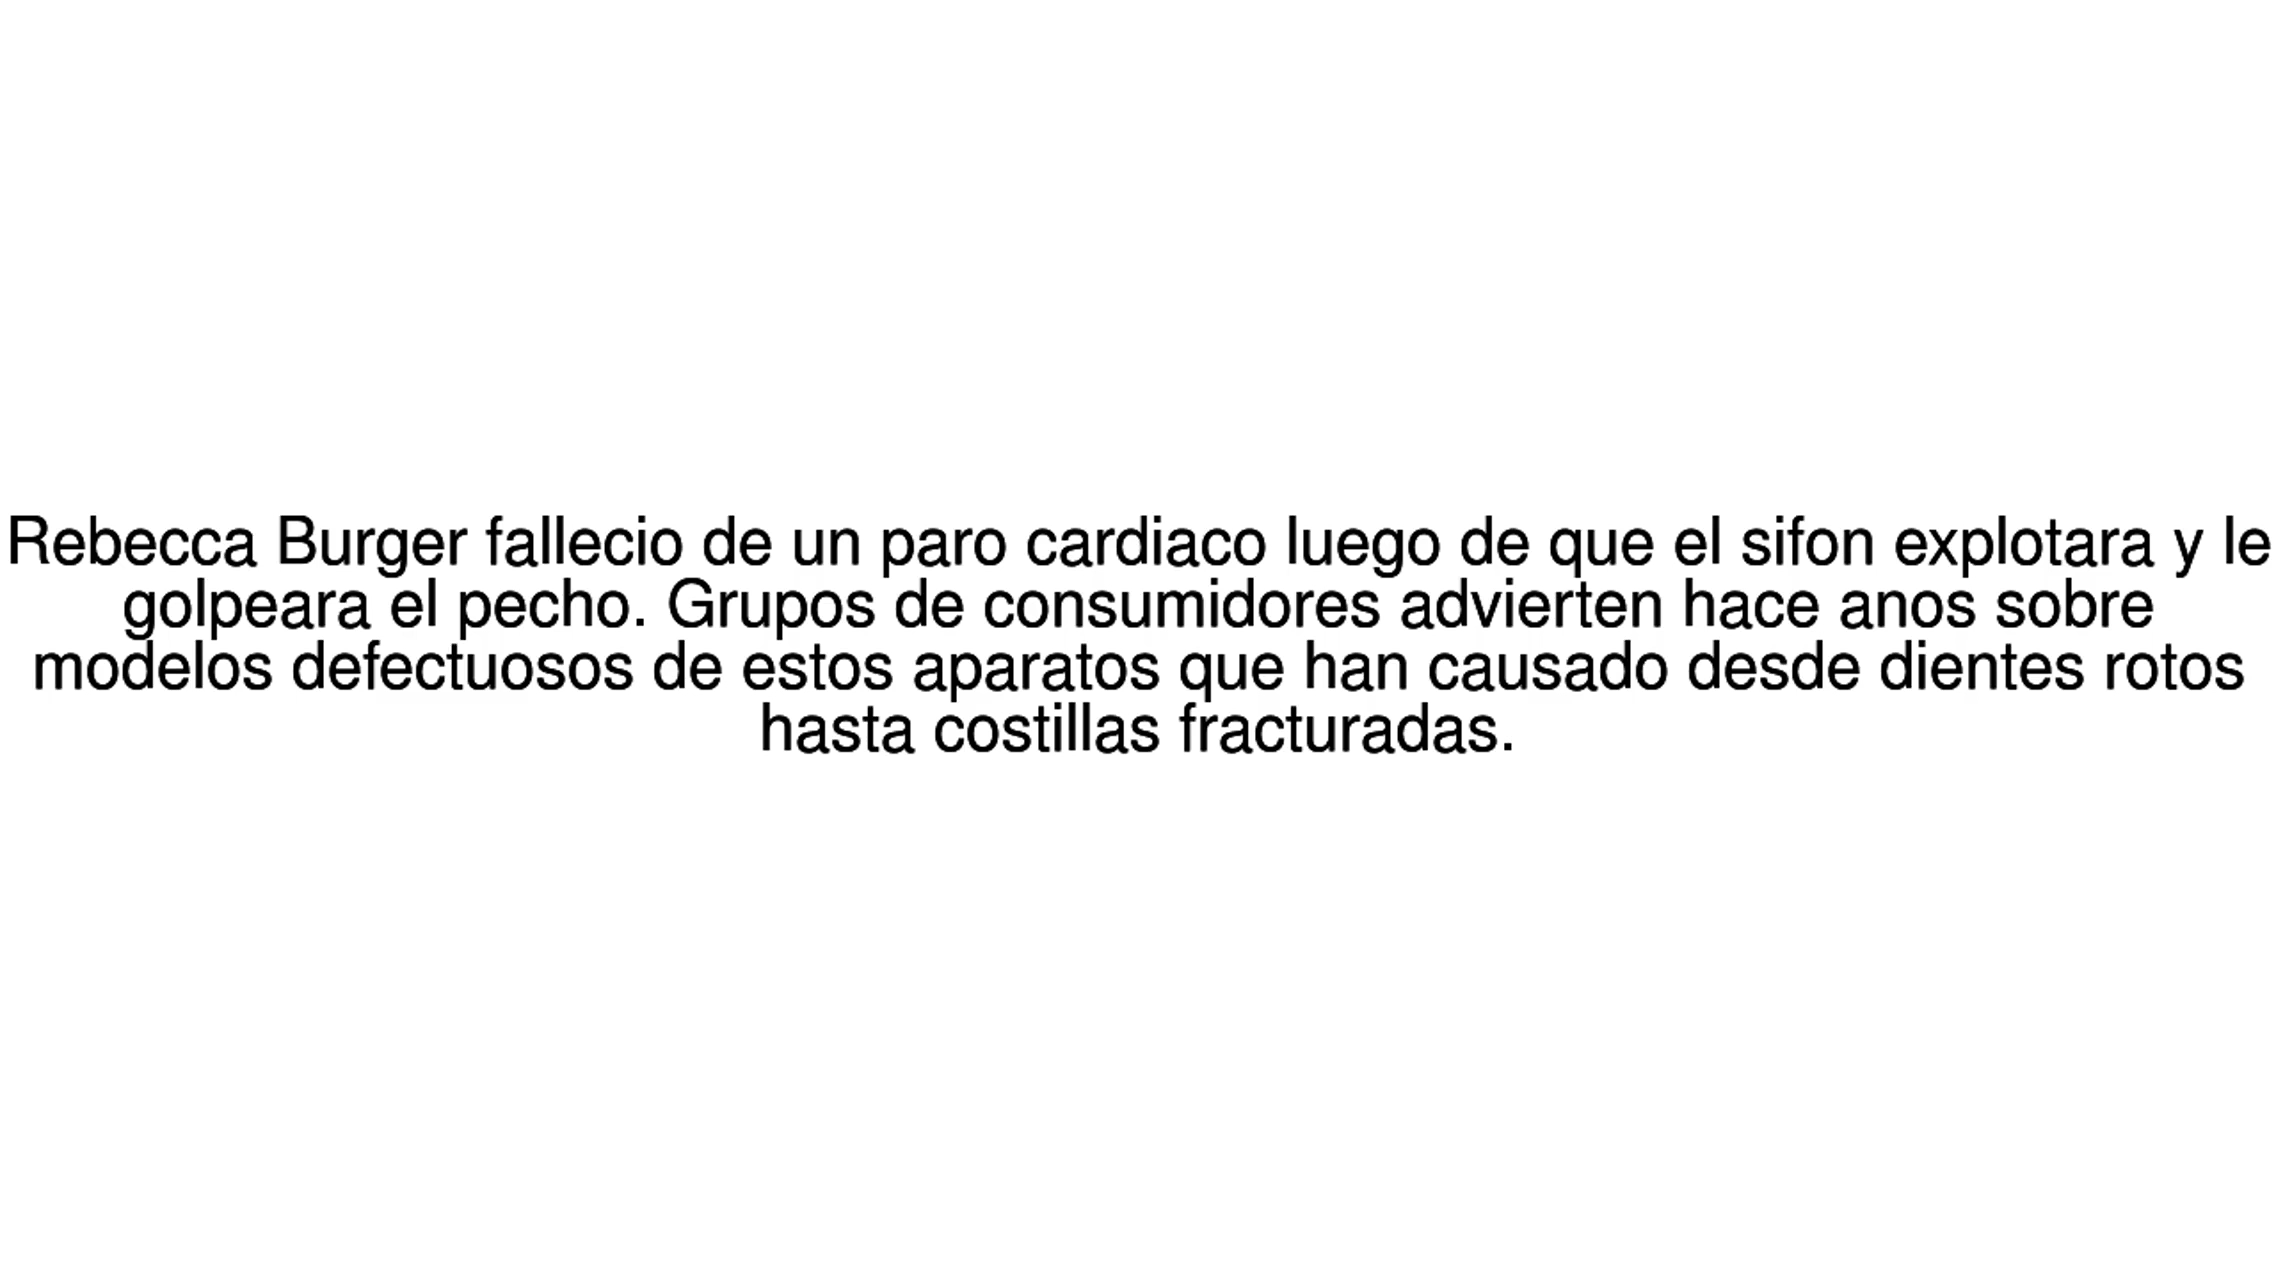 Rebecca Burger fallecio de un paro cardiaco luego de que el sifon explotara y le
golpeara el pecho. Grupos de consumidores advierten hace anos sobre
modelos defectuosos de estos aparatos que han causado desde dientes rotos
hasta costillas fracturadas.